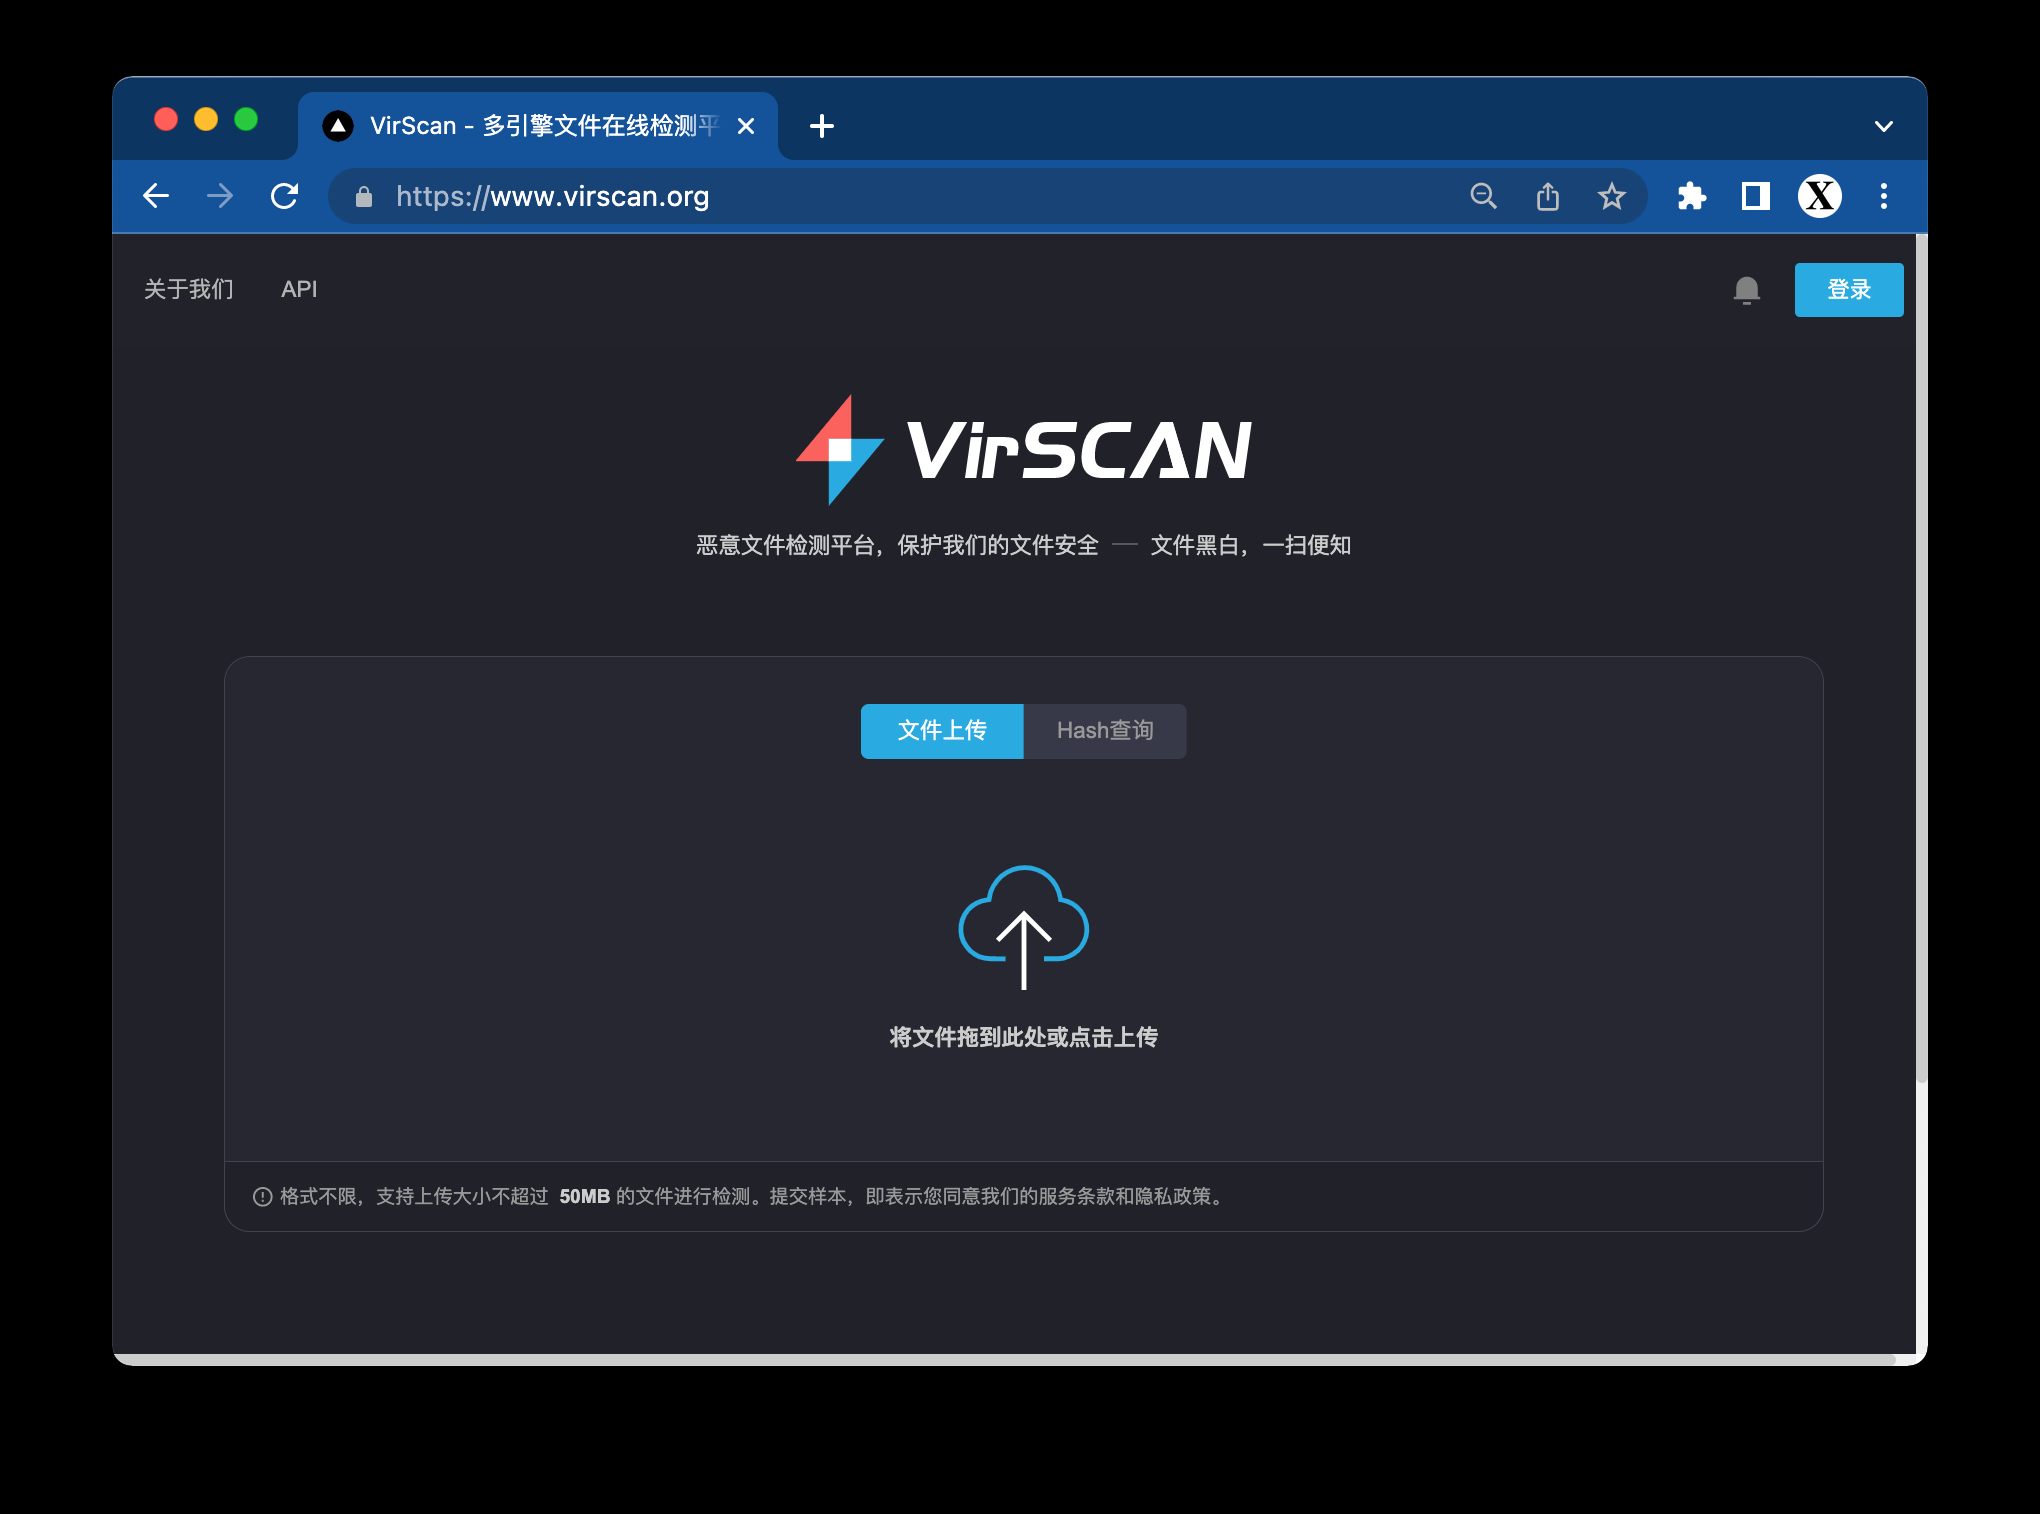 VirScan - 多引擎文件在线检测平
https://www.virscan.org
X
关于我们 API 登录
VirSCAN
恶意文件检测平台，保护我们的文件安全 — 文件黑白，一扫便知
文件上传 Hash查询
将文件拖到此处或点击上传
格式不限，支持上传大小不超过 50MB 的文件进行检测。提交样本，即表示您同意我们的服务条款和隐私政策。